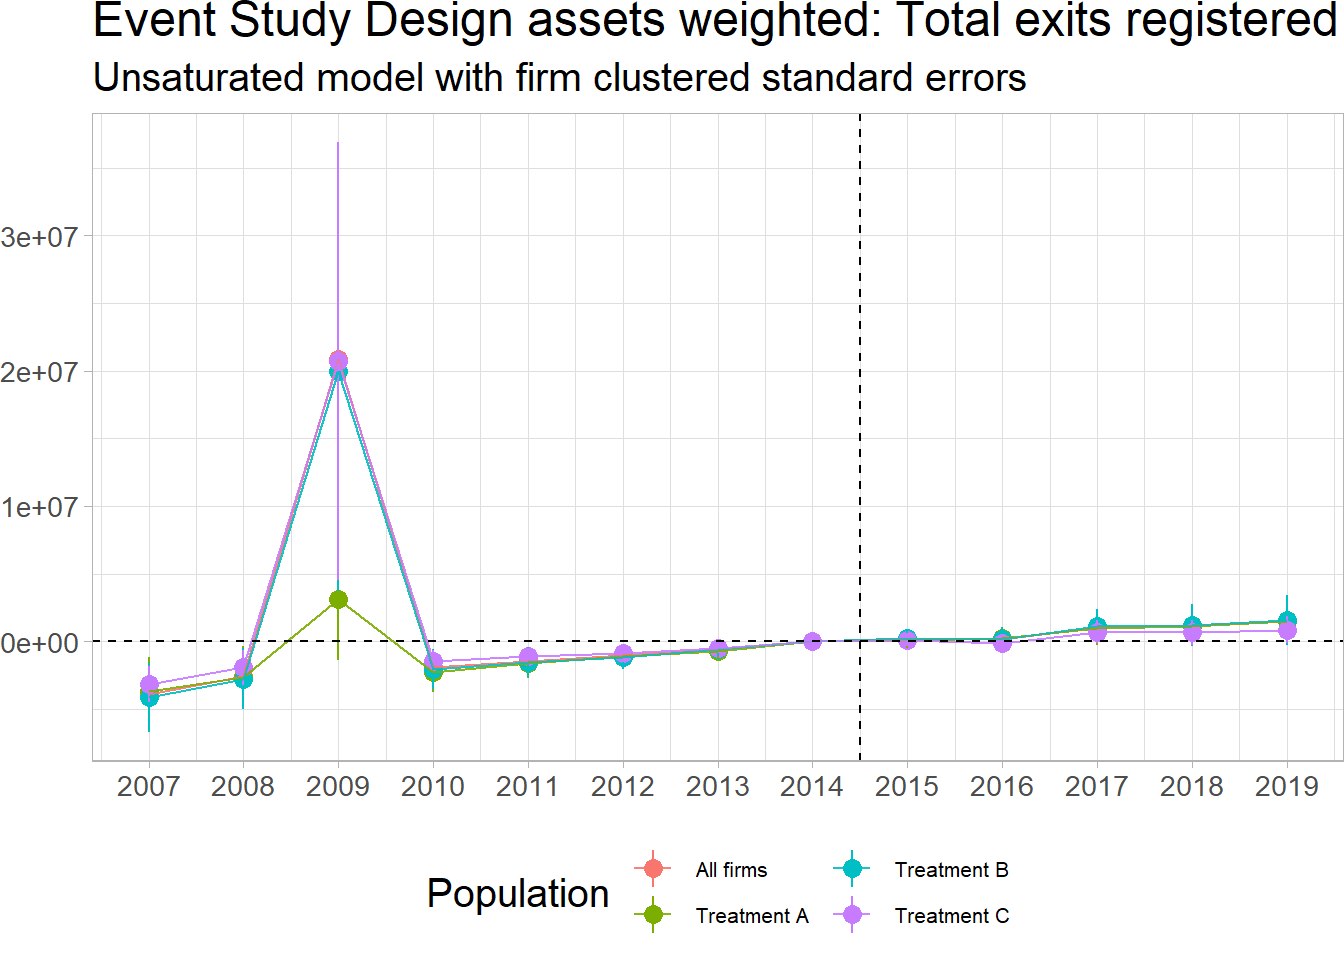 Event Study Design assets weighted: Total exits registered
Unsaturated model with firm clustered standard errors
3e+07
2e+07
1e+07
0e+00
2007 2008 2009 2010 2011 2012 2013 2014 2015 2016 2017 2018 2019
Population
All firms
Treatment A
Treatment B
Treatment C